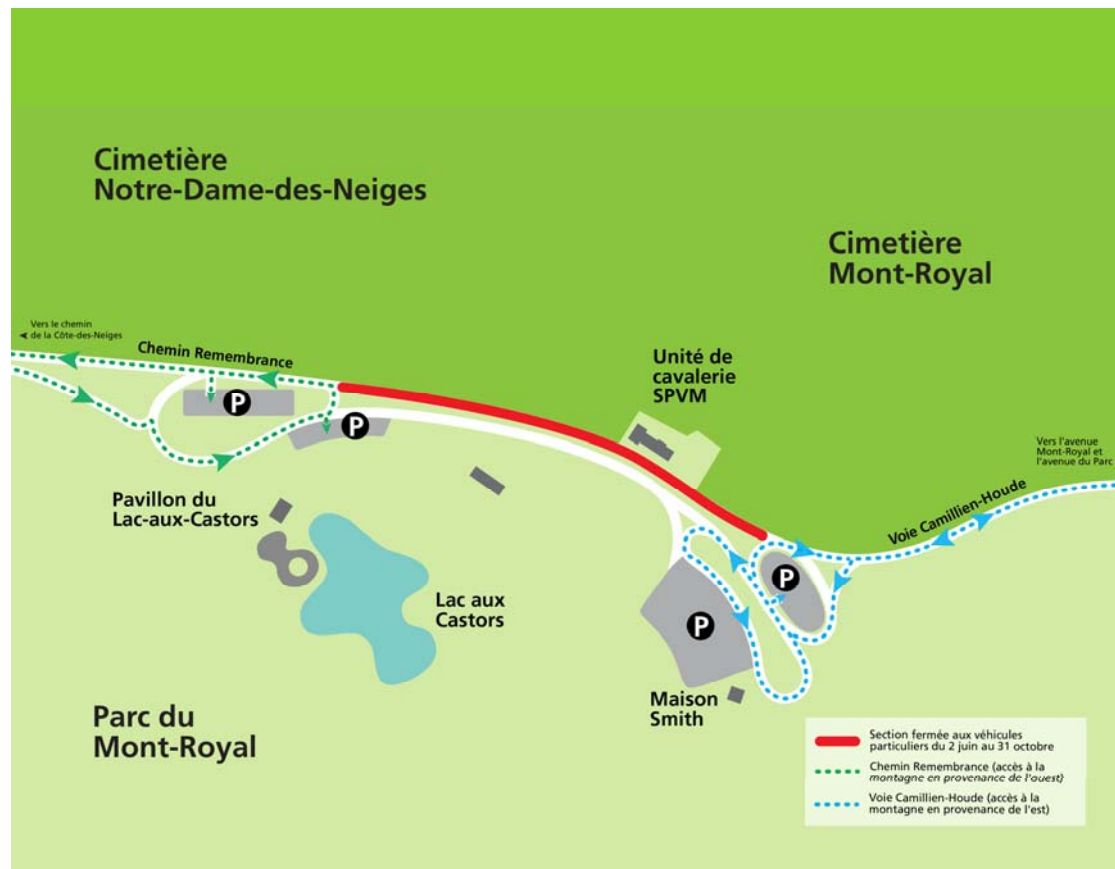 Cimetière
Notre-Dame-des-Neiges
Cimetière
Mont-Royal
Vers le chemin
de la Côte-des-Neiges
Chemin Remembrance
Unité de
cavalerie
SPVM
P
P
Vers l'avenue
Mont-Royal et
l'avenue du Parc
Voie Camillien-Houde
Pavillon du
Lac-aux-Castors
P
Lac aux
Castors
P
Maison
Smith
Parc du
Mont-Royal
Section fermée aux véhicules
particuliers du 2 juin au 31 octobre
Chemin Remembrance (accès à la
montagne en provenance de l'ouest)
Voie Camillien-Houde (accès à la
montagne en provenance de l'est)